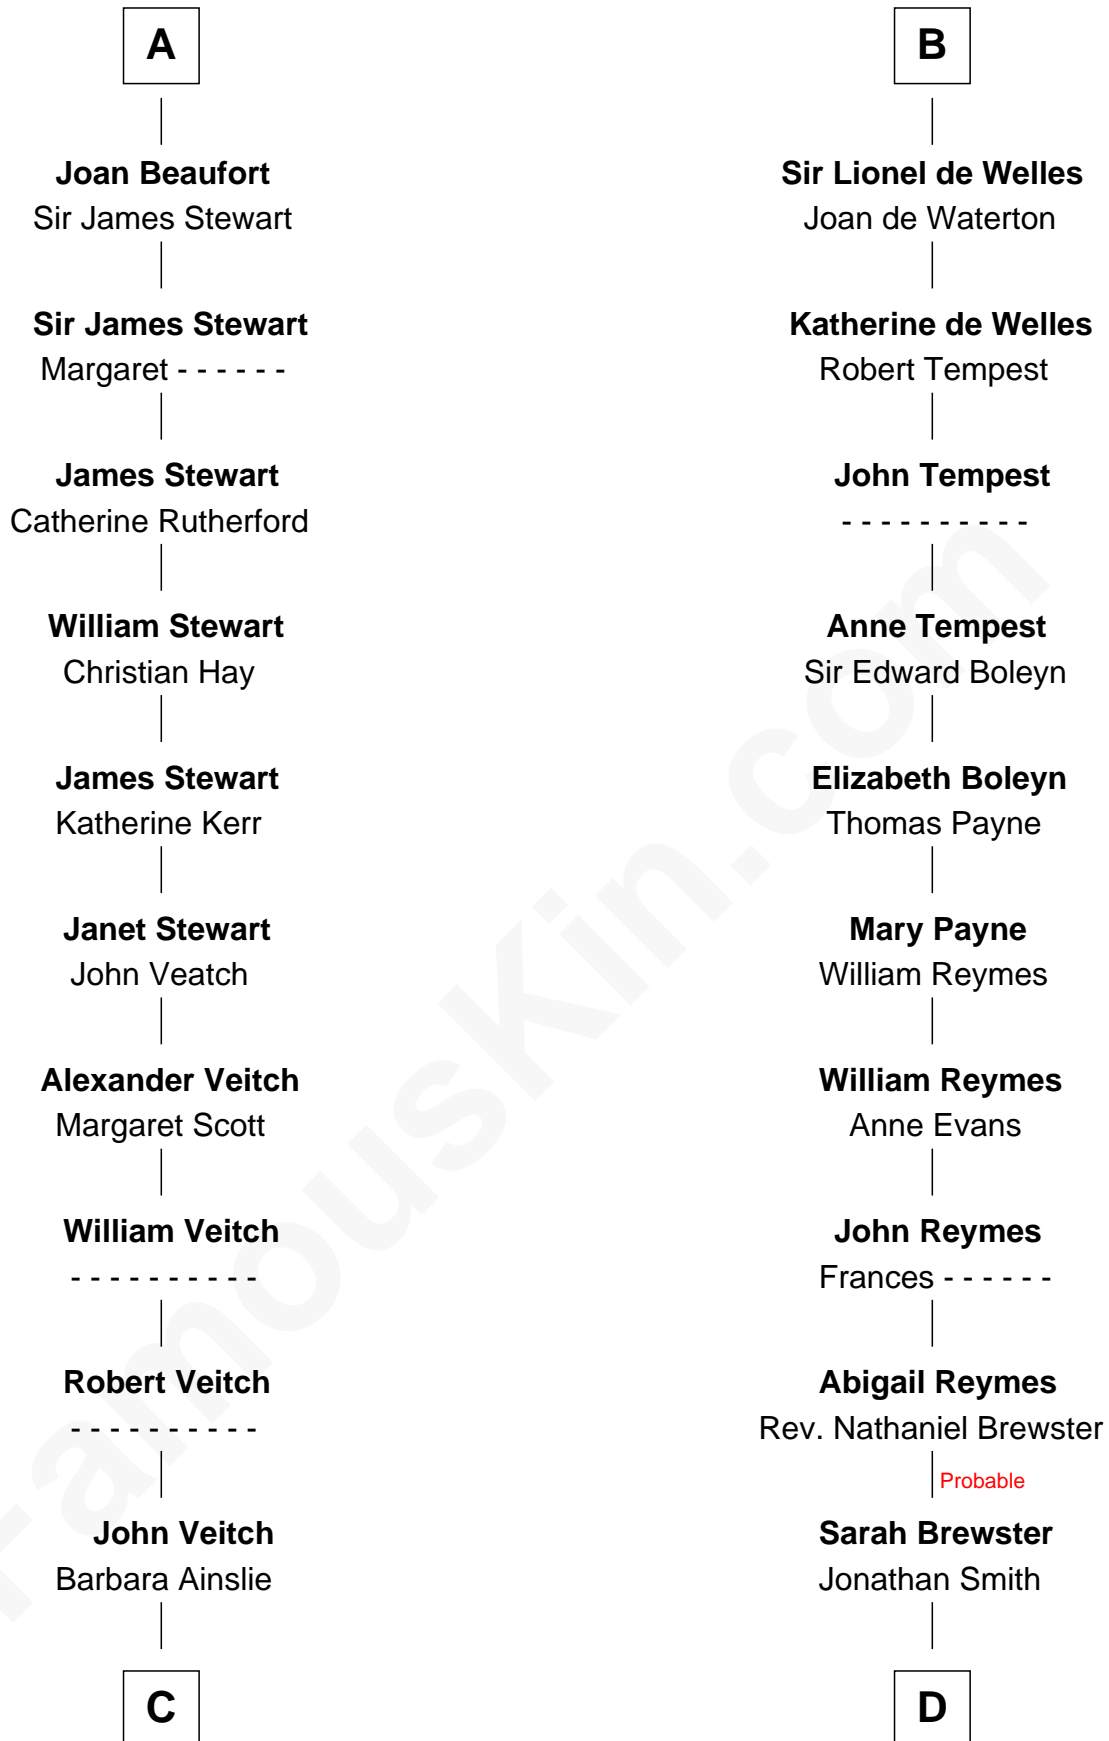 A
Joan Beaufort
Sir James Stewart
Sir James Stewart
Margaret - - - - - -
James Stewart
Catherine Rutherford
William Stewart
Christian Hay
James Stewart
Katherine Kerr
Janet Stewart
John Veatch
Alexander Veitch
Margaret Scott
William Veitch
- - - - - - - - - -
Robert Veitch
- - - - - - - - - -
John Veitch
Barbara Ainslie
C
B
Sir Lionel de Welles
Joan de Waterton
Katherine de Welles
Robert Tempest
John Tempest
- - - - - - - - - -
Anne Tempest
Sir Edward Boleyn
Elizabeth Boleyn
Thomas Payne
Mary Payne
William Reymes
William Reymes
Anne Evans
John Reymes
Frances - - - - - -
Abigail Reymes
Rev. Nathaniel Brewster
Probable
Sarah Brewster
Jonathan Smith
D
FamousKin.com